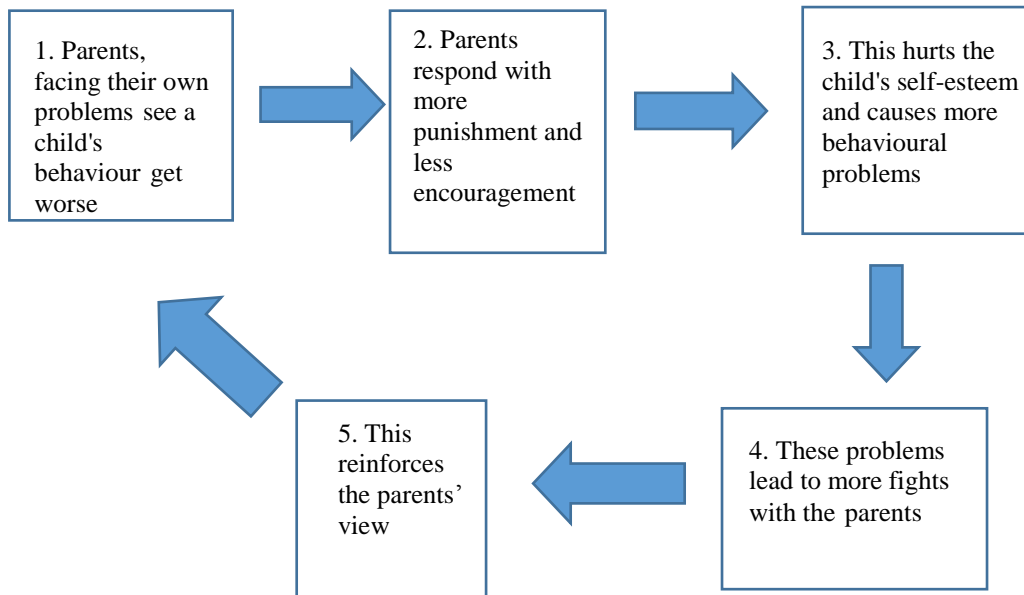 1. Parents,
facing their own
problems see a
child's
behaviour get
worse
2. Parents
respond with
more
punishment and
less
encouragement
3. This hurts the
child's self-esteem
and causes more
behavioural
problems
4. These problems
lead to more fights
with the parents
5. This
reinforces
the parents’
view